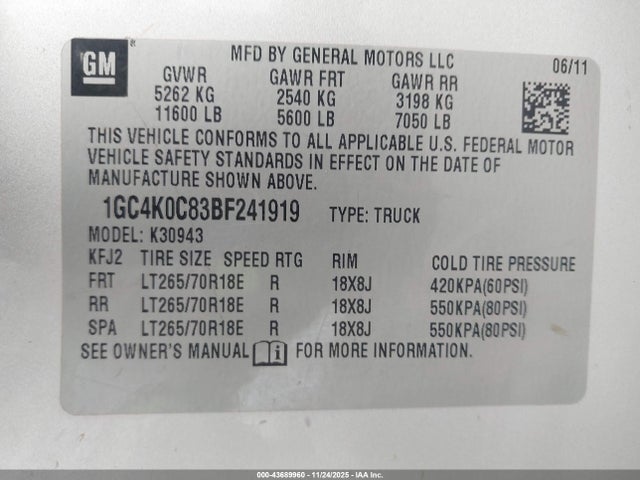 GM
MFD BY GENERAL MOTORS LLC
06/11
GVWR GAWR FRT GAWR RR
5262 KG 2540 KG 3198 KG
11600 LB 5600 LB 7050 LB
THIS VEHICLE CONFORMS TO ALL APPLICABLE U.S. FEDERAL MOTOR
VEHICLE SAFETY STANDARDS IN EFFECT ON THE DATE OF
MANUFACTURE SHOWN ABOVE.
1GC4K0C83BF241919 TYPE: TRUCK
MODEL: K30943
KFJ2 TIRE SIZE SPEED RTG RIM COLD TIRE PRESSURE
FRT LT265/70R18E R 18X8J 420KPA(60PSI)
RR LT265/70R18E R 18X8J 550KPA(80PSI)
SPA LT265/70R18E R 18X8J 550KPA(80PSI)
SEE OWNER'S MANUAL FOR MORE INFORMATION.
000-43689960 - 11/24/2025 - IAA Inc.